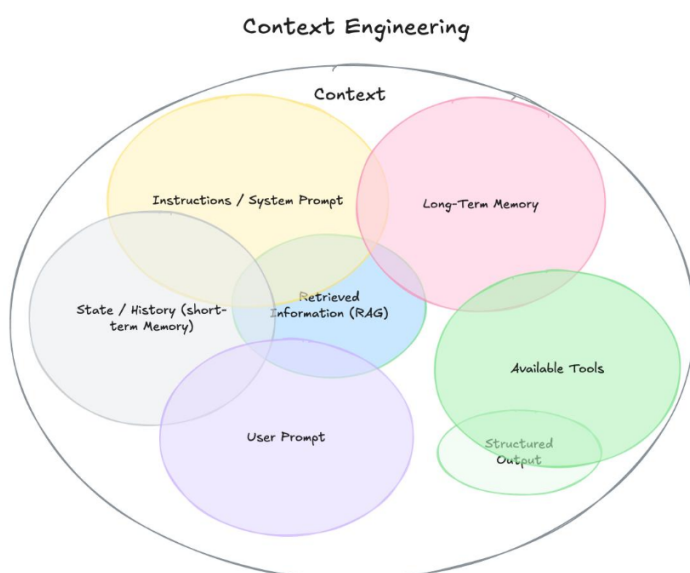 Context Engineering
Context
Instructions / System Prompt
Long-Term Memory
State / History (short-
term Memory)
Retrieved
Information (RAG)
Available Tools
User Prompt
Structured
Output